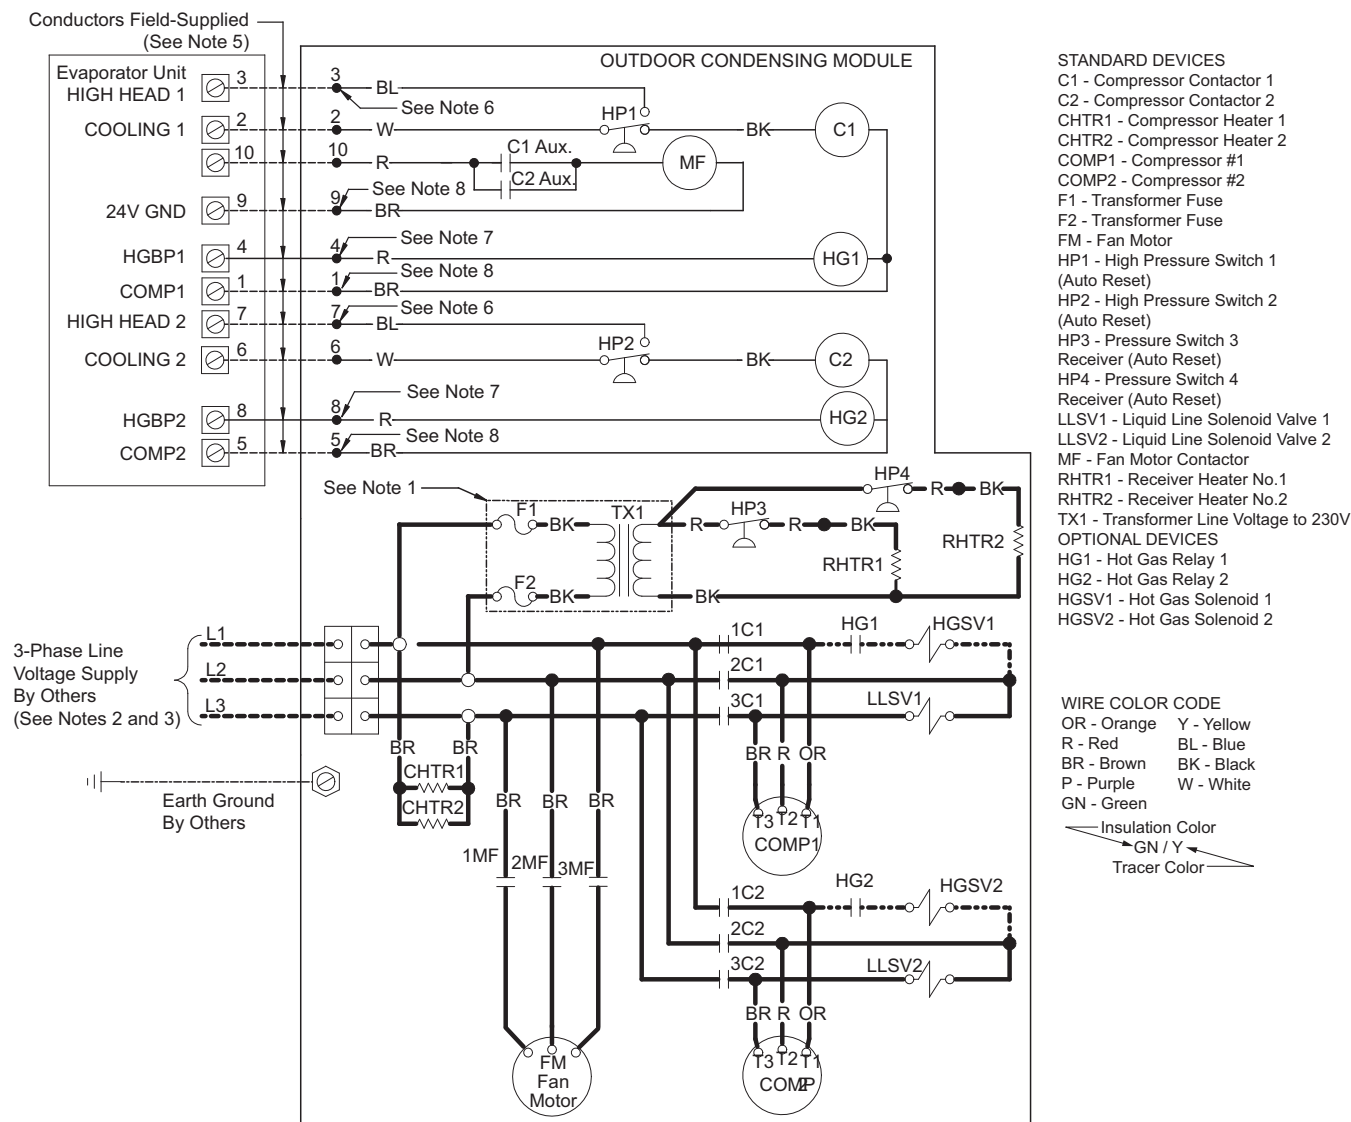 Conductors Field-Supplied
(See Note 5)
OUTDOOR CONDENSING MODULE
Evaporator Unit
HIGH HEAD 1
3
3
BL
See Note 6
HP1
COOLING 1
2
2
W
BK
C1
10
10
R
C1 Aux.
C2 Aux.
MF
24V GND
9
9
See Note 8
BR
HGBP1
4
4
See Note 7
R
HG1
COMP1
1
1
See Note 8
BR
HIGH HEAD 2
7
7
See Note 6
BL
HP2
COOLING 2
6
6
W
BK
C2
HGBP2
8
8
See Note 7
R
HG2
COMP2
5
5
See Note 8
BR
See Note 1
F1
BK
TX1
R
HP3
R
BK
HP4
R
BK
RHTR1
RHTR2
F2
BK
BK
3-Phase Line
Voltage Supply
By Others
(See Notes 2 and 3)
L1
L2
L3
1C1
HG1
HGSV1
2C1
3C1
LLSV1
BR
BR
CHTR1
CHTR2
Earth Ground
By Others
BR
BR
BR
1MF
2MF
3MF
BR R OR
T3 T2 T1
COMP1
1C2
HG2
HGSV2
2C2
3C2
LLSV2
BR R OR
T3 T2 T1
COMP 2
FM
Fan
Motor
STANDARD DEVICES
C1 - Compressor Contactor 1
C2 - Compressor Contactor 2
CHTR1 - Compressor Heater 1
CHTR2 - Compressor Heater 2
COMP1 - Compressor #1
COMP2 - Compressor #2
F1 - Transformer Fuse
F2 - Transformer Fuse
FM - Fan Motor
HP1 - High Pressure Switch 1
(Auto Reset)
HP2 - High Pressure Switch 2
(Auto Reset)
HP3 - Pressure Switch 3
Receiver (Auto Reset)
HP4 - Pressure Switch 4
Receiver (Auto Reset)
LLSV1 - Liquid Line Solenoid Valve 1
LLSV2 - Liquid Line Solenoid Valve 2
MF - Fan Motor Contactor
RHTR1 - Receiver Heater No.1
RHTR2 - Receiver Heater No.2
TX1 - Transformer Line Voltage to 230V
OPTIONAL DEVICES
HG1 - Hot Gas Relay 1
HG2 - Hot Gas Relay 2
HGSV1 - Hot Gas Solenoid 1
HGSV2 - Hot Gas Solenoid 2
WIRE COLOR CODE
OR - Orange Y - Yellow
R - Red BL - Blue
BR - Brown BK - Black
P - Purple W - White
GN - Green
Insulation Color
GN / Y
Tracer Color